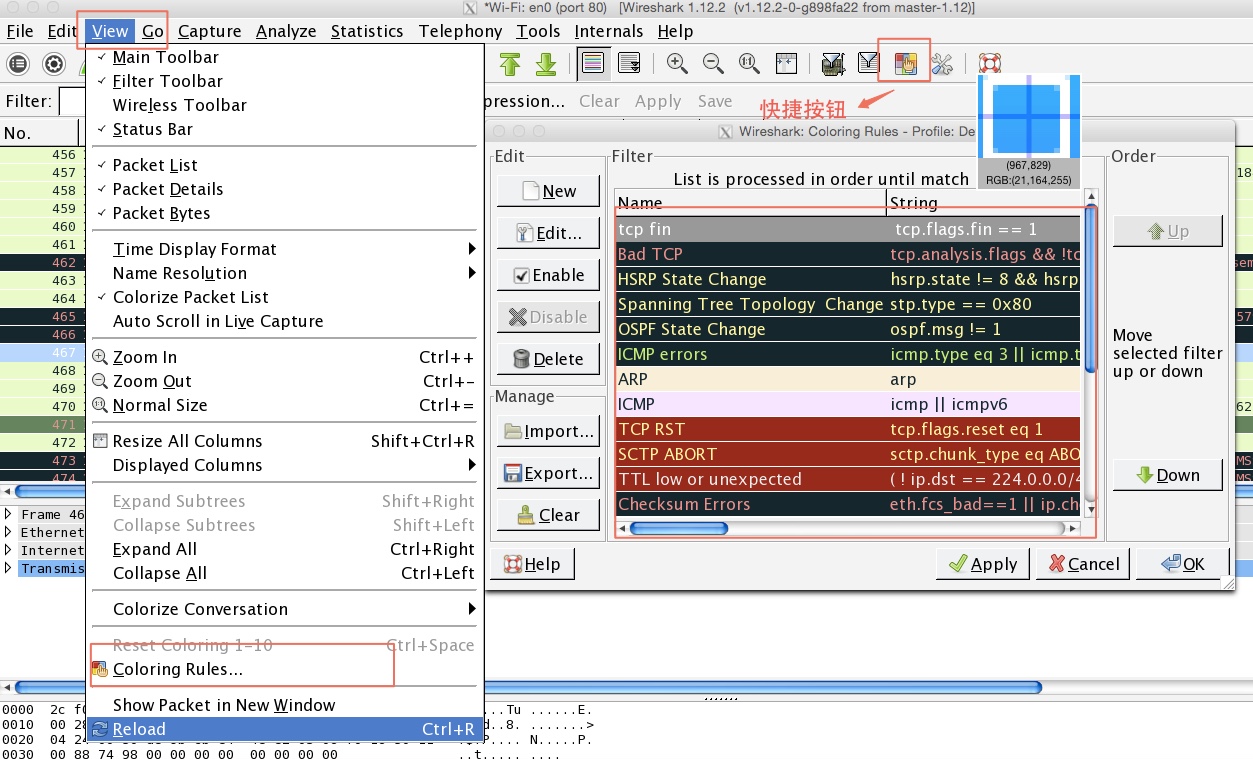 *Wi-Fi: en0 (port 80) [Wireshark 1.12.2 (v1.12.2-0-g898fa22 from master-1.12)]
File Edit View Go Capture Analyze Statistics Telephony Tools Internals Help
Filter: pression... Clear Apply Save
快捷按钮
No.
456
457
458
459
460
461
462
463
464
465
466
467
468
469
470
471
472
473
474
Main Toolbar
Filter Toolbar
Wireless Toolbar
Status Bar
Packet List
Packet Details
Packet Bytes
Time Display Format
Name Resolution
Colorize Packet List
Auto Scroll in Live Capture
Zoom In Ctrl++
Zoom Out Ctrl+-
Normal Size Ctrl+=
Resize All Columns Shift+Ctrl+R
Displayed Columns
Expand Subtrees Shift+Right
Collapse Subtrees Shift+Left
Expand All Ctrl+Right
Collapse All Ctrl+Left
Colorize Conversation
Reset Coloring 1-10 Ctrl+Space
Coloring Rules...
Show Packet in New Window
Reload Ctrl+R
Wireshark: Coloring Rules - Profile: De
(967,829)
RGB:(21,164,255)
Edit
New
Edit...
Enable
Disable
Delete
Manage
Import...
Export...
Clear
Filter
List is processed in order until match
Name String
tcp fin tcp.flags.fin == 1
Bad TCP tcp.analysis.flags && !tc
HSRP State Change hsrp.state != 8 && hsrp
Spanning Tree Topology Change stp.type == 0x80
OSPF State Change ospf.msg != 1
ICMP errors icmp.type eq 3 || icmp.t
ARP arp
ICMP icmp || icmpv6
TCP RST tcp.flags.reset eq 1
SCTP ABORT sctp.chunk_type eq ABO
TTL low or unexpected ( ! ip.dst == 224.0.0.0/4
Checksum Errors eth.fcs_bad==1 || ip.ch
Order
Up
Move
selected filter
up or down
Down
Help Apply Cancel OK
Frame 46
Ethernet
Internet
Transmis
0000 2c f0 ...Tu ......E.
0010 00 28 d..8. .......>
0020 04 24
0030 00 88 74 98 00 00 00 00 00 00 00 00 ..t..... ....